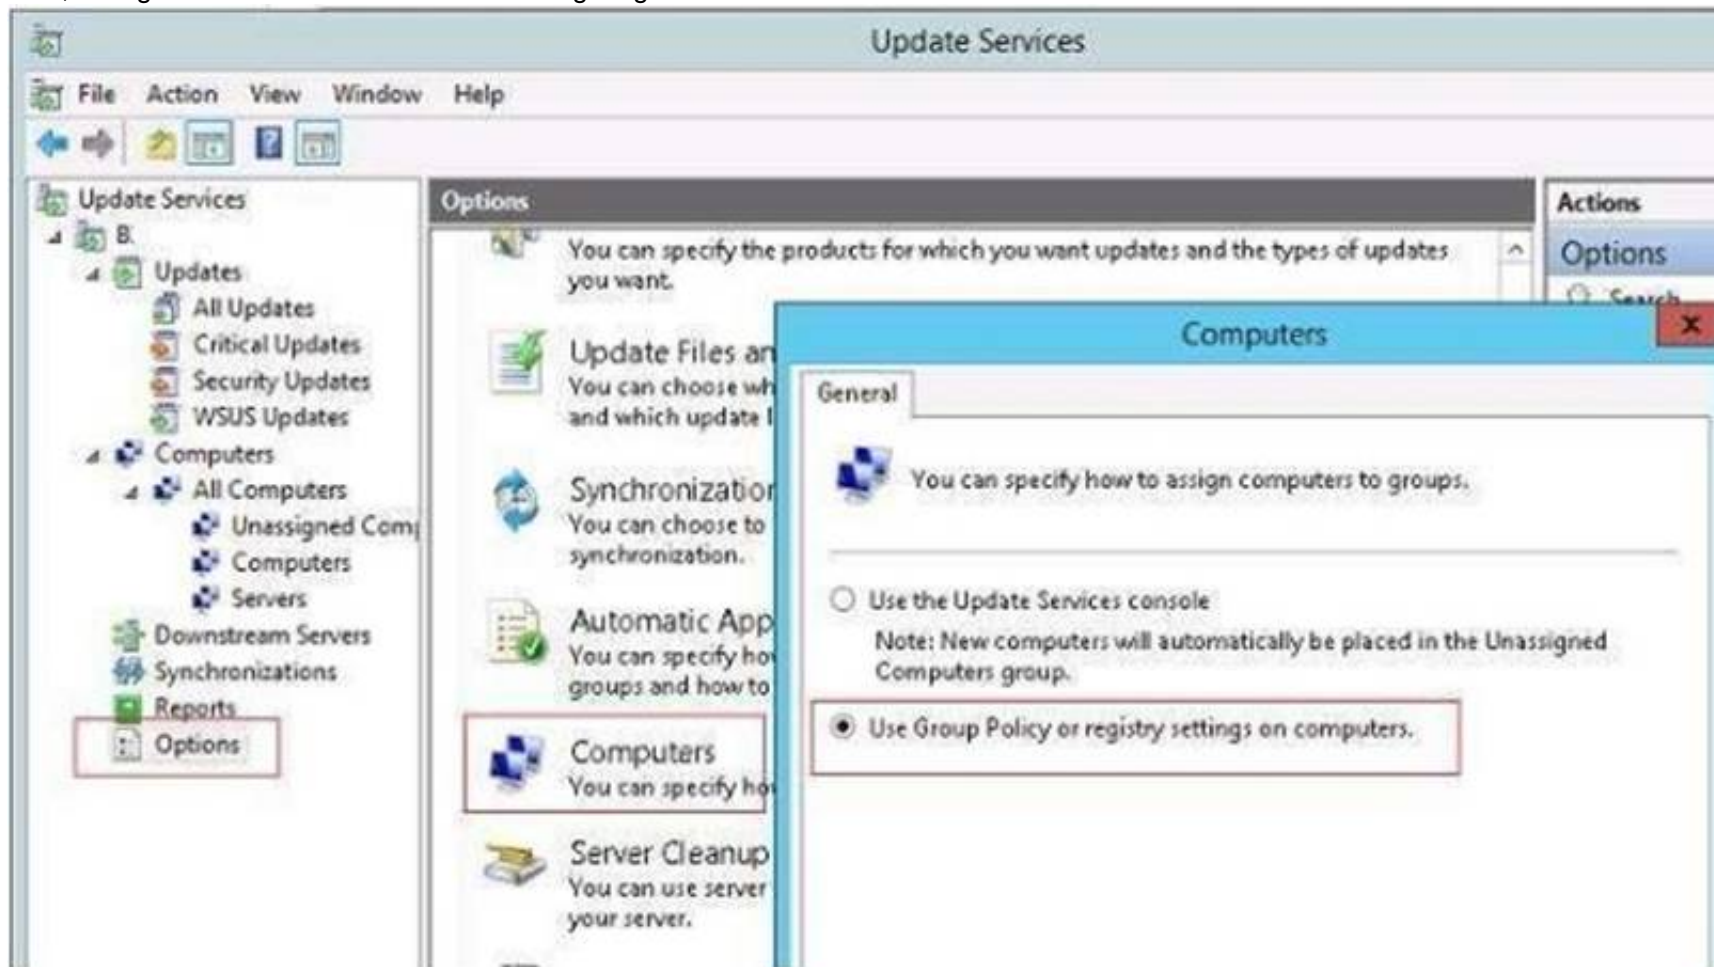 Update Services
File Action View Window Help
Update Services
B.
Updates
All Updates
Critical Updates
Security Updates
WSUS Updates
Computers
All Computers
Unassigned Com
Computers
Servers
Downstream Servers
Synchronizations
Reports
Options
Options
You can specify the products for which you want updates and the types of updates
you want.
Update Files an
You can choose wh
and which update l
Synchronization
You can choose to
synchronization.
Automatic App
You can specify ho
groups and how to
Computers
You can specify ho
Server Cleanup
You can use server
your server.
Actions
Options
Search
Computers
General
You can specify how to assign computers to groups.
Use the Update Services console
Note: New computers will automatically be placed in the Unassigned
Computers group.
Use Group Policy or registry settings on computers.